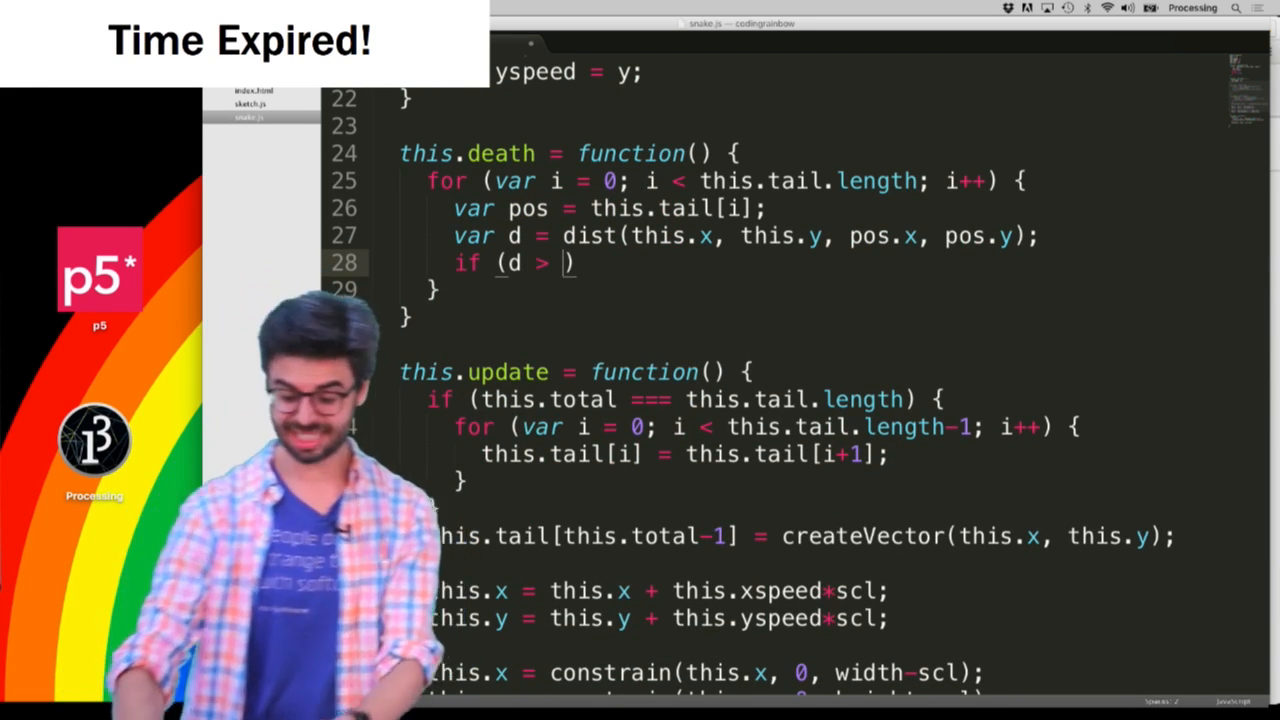 Time Expired!
Processing
snake.js — codingrainbow
index.html
sketch.js
snake.js
yspeed = y;
22 }
23
24 this.death = function() {
25 for (var i = 0; i < this.tail.length; i++) {
26 var pos = this.tail[i];
27 var d = dist(this.x, this.y, pos.x, pos.y);
28 if (d > )
29 }
}
this.update = function() {
if (this.total === this.tail.length) {
for (var i = 0; i < this.tail.length-1; i++) {
this.tail[i] = this.tail[i+1];
}
}
this.tail[this.total-1] = createVector(this.x, this.y);
this.x = this.x + this.xspeed*scl;
this.y = this.y + this.yspeed*scl;
this.x = constrain(this.x, 0, width-scl);
p5*
p5
Processing
Spaces: 2
JavaScript